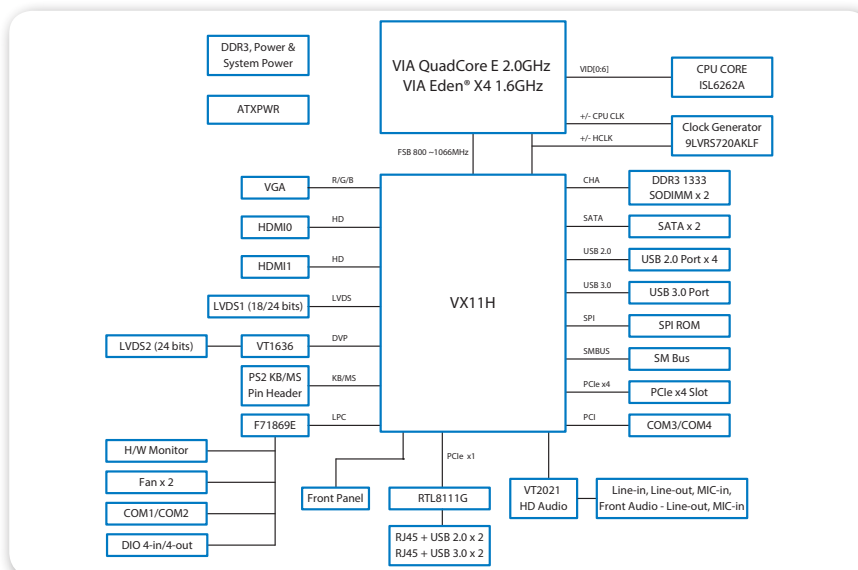 DDR3, Power &
System Power
ATXPWR
VIA QuadCore E 2.0GHz
VIA Eden® X4 1.6GHz
VID[0:6]
CPU CORE
ISL6262A
+/- CPU CLK
+/- HCLK
Clock Generator
9LVRS720AKLF
FSB 800 ~1066MHz
VX11H
VGA
R/G/B
HDMI0
HD
HDMI1
HD
LVDS1 (18/24 bits)
LVDS
LVDS2 (24 bits)
VT1636
DVP
PS2 KB/MS
Pin Header
KB/MS
F71869E
LPC
H/W Monitor
Fan x 2
COM1/COM2
DIO 4-in/4-out
CHA
DDR3 1333
SODIMM x 2
SATA
SATA x 2
USB 2.0
USB 2.0 Port x 4
USB 3.0
USB 3.0 Port
SPI
SPI ROM
SMBUS
SM Bus
PCIe x4
PCIe x4 Slot
PCI
COM3/COM4
Front Panel
PCIe x1
RTL8111G
RJ45 + USB 2.0 x 2
RJ45 + USB 3.0 x 2
VT2021
HD Audio
Line-in, Line-out, MIC-in,
Front Audio - Line-out, MIC-in